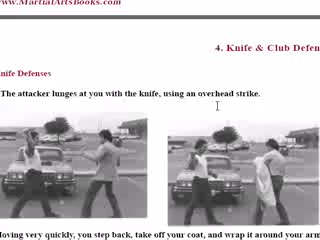 www.MartialArtsBooks.com
4. Knife & Club Defen
nife Defenses
The attacker lunges at you with the knife, using an overhead strike.
Moving very quickly, you step back, take off your coat, and wrap it around your arm